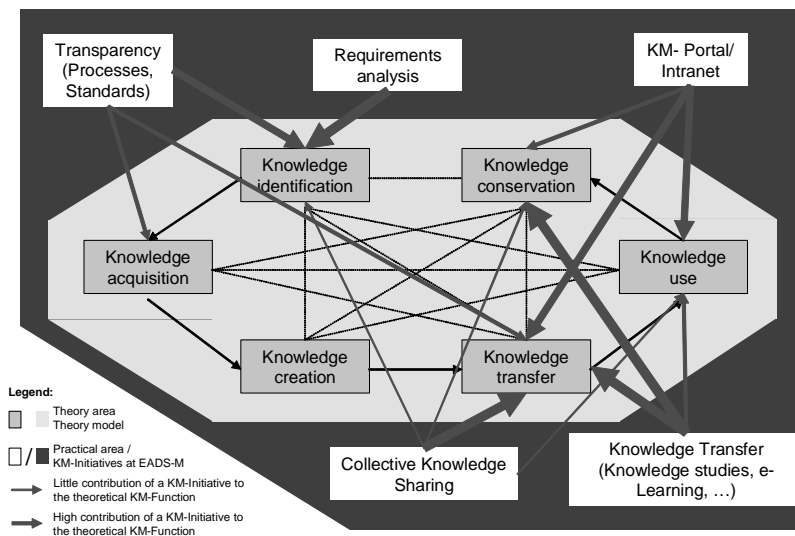 Transparency
(Processes,
Standards)
Requirements
analysis
KM- Portal/
Intranet
Knowledge
identification
Knowledge
conservation
Knowledge
acquisition
Knowledge
use
Knowledge
creation
Knowledge
transfer
Collective Knowledge
Sharing
Knowledge Transfer
(Knowledge studies, e-
Learning, …)
Legend:
Theory area
Theory model
/
Practical area /
KM-Initiatives at EADS-M
Little contribution of a KM-Initiative to
the theoretical KM-Function
High contribution of a KM-Initiative to
the theoretical KM-Function